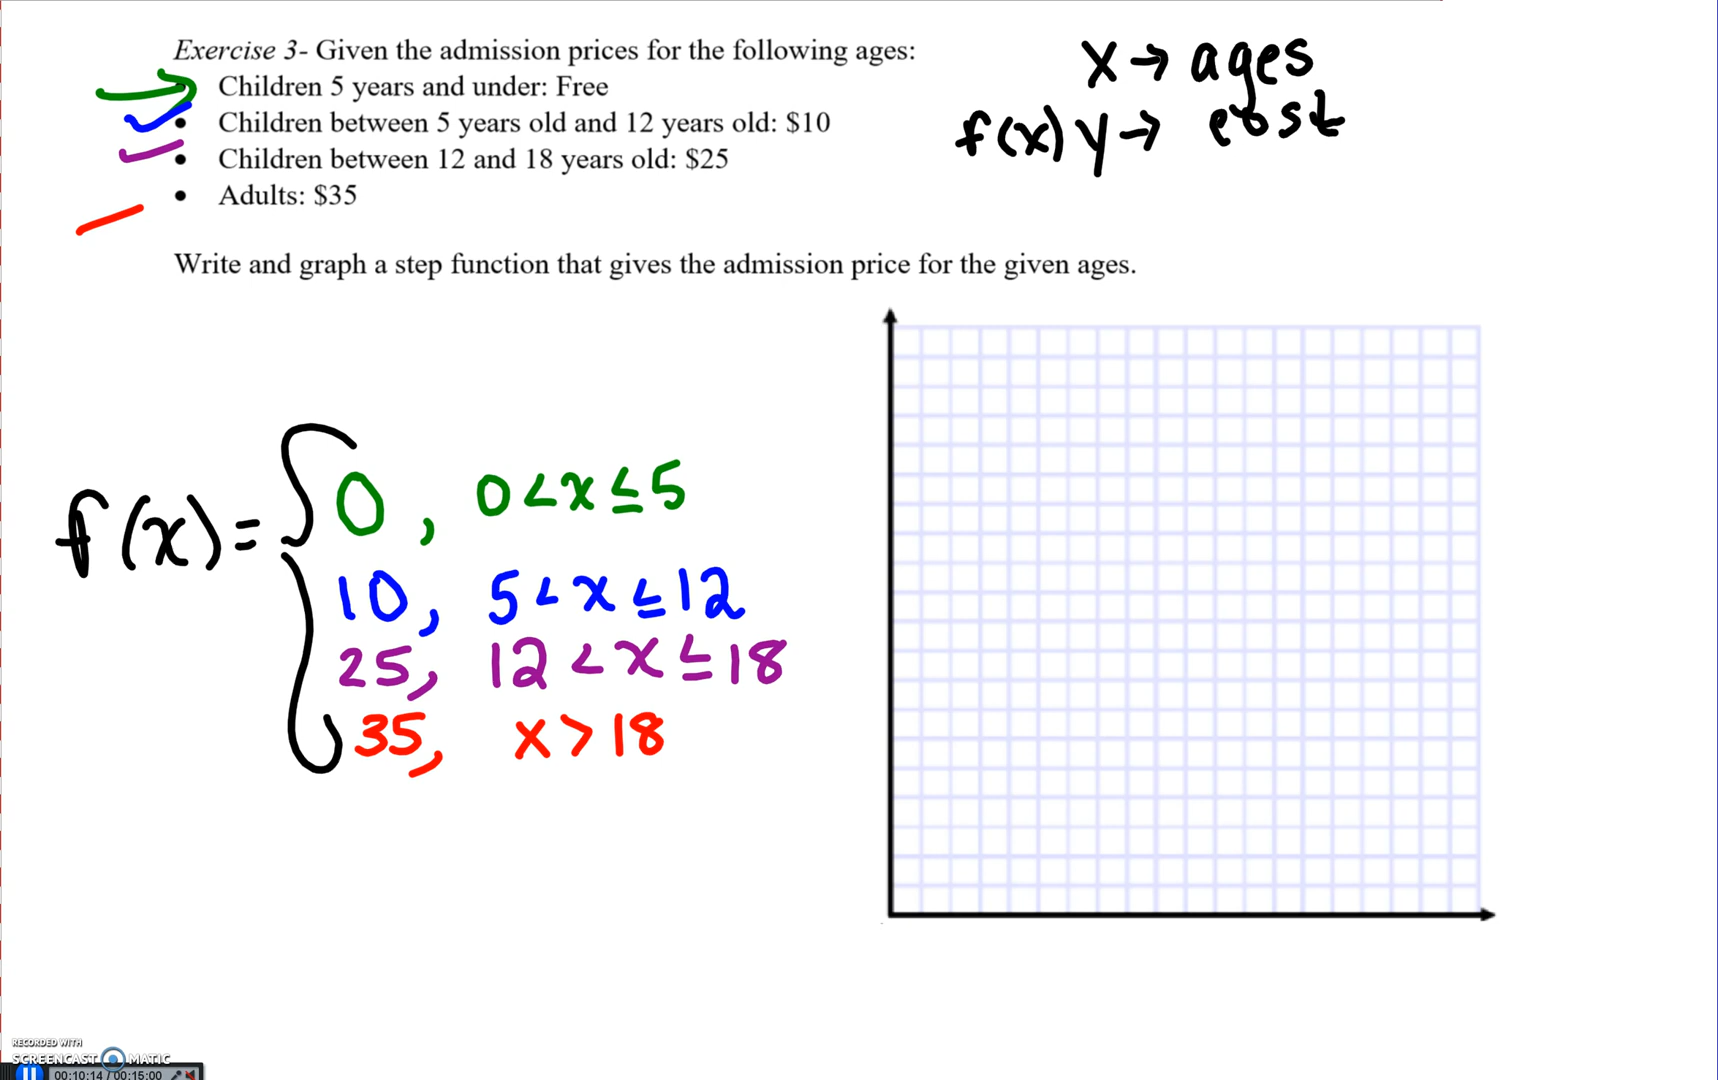 Exercise 3- Given the admission prices for the following ages:
• Children 5 years and under: Free
• Children between 5 years old and 12 years old: $10
• Children between 12 and 18 years old: $25
• Adults: $35
x → ages
f(x) y → cost
Write and graph a step function that gives the admission price for the given ages.
f(x) = { 0, 0 < x ≤ 5
10, 5 < x ≤ 12
25, 12 < x ≤ 18
35, x > 18
RECORDED WITH
SCREENCAST MATIC
00:10:14 / 00:15:00